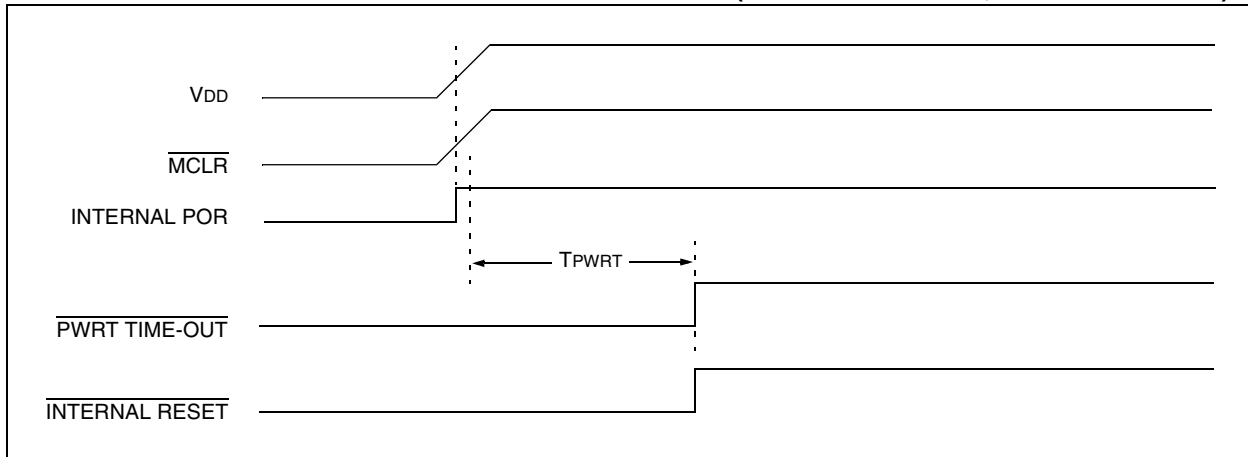 VDD
MCLR
INTERNAL POR
TPWRT
PWRT TIME-OUT
INTERNAL RESET